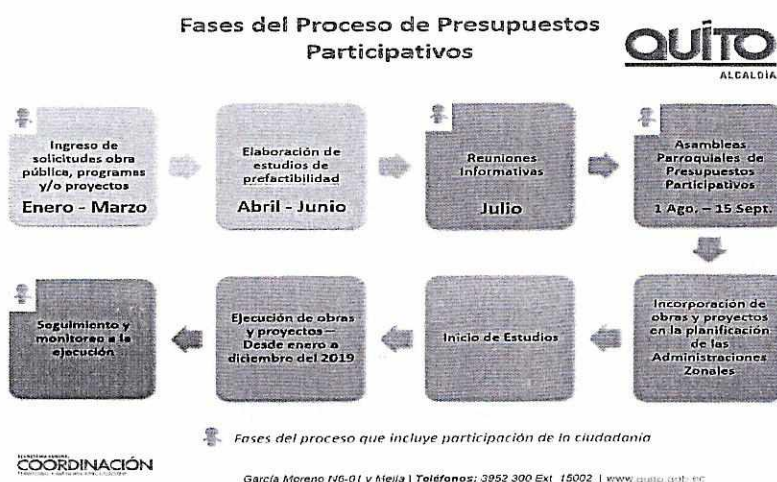 Fases del Proceso de Presupuestos
Participativos
QUITO
ALCALDÍA
Ingreso de
solicitudes obra
pública, programas
y/o proyectos
Enero - Marzo
Elaboración de
estudios de
prefactibilidad
Abril - Junio
Reuniones
Informativas
Julio
Asambleas
Parroquiales de
Presupuestos
Participativos
1 Ago. – 15 Sept.
Incorporación de
obras y proyectos
en la planificación
de las
Administraciones
Zonales
Inicio de Estudios
Ejecución de obras
y proyectos –
Desde enero a
diciembre del 2019
Seguimiento y
monitoreo a la
ejecución
Fases del proceso que incluye participación de la ciudadanía
COORDINACIÓN
García Moreno N6-01 y Mejía | Teléfonos: 3952 300 Ext 15002 | www.quito.gob.ec